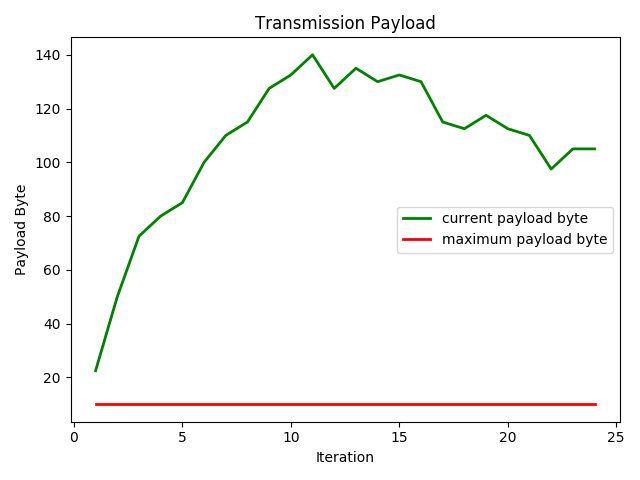 Transmission Payload
Payload Byte
140
120
100
80
60
40
20
current payload byte
maximum payload byte
0 5 10 15 20 25
Iteration